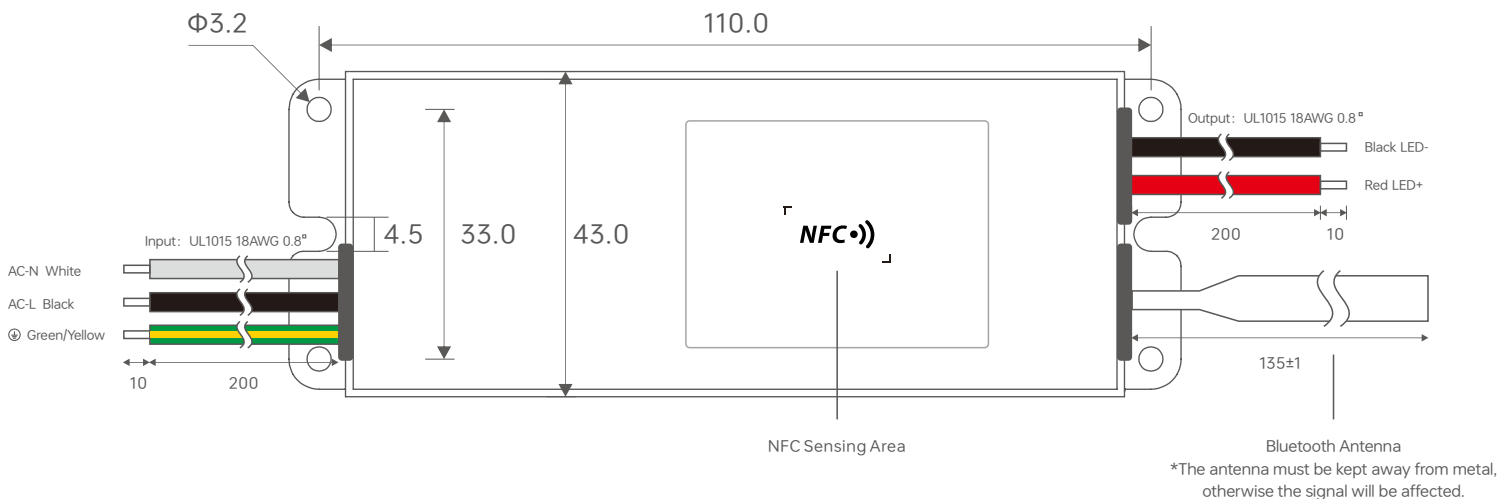 Φ3.2
110.0
Output: UL1015 18AWG 0.8¤
Black LED-
Red LED+
200
10
4.5
33.0
43.0
NFC
Input: UL1015 18AWG 0.8¤
AC-N White
AC-L Black
Green/Yellow
10
200
135±1
NFC Sensing Area
Bluetooth Antenna
*The antenna must be kept away from metal,
otherwise the signal will be affected.